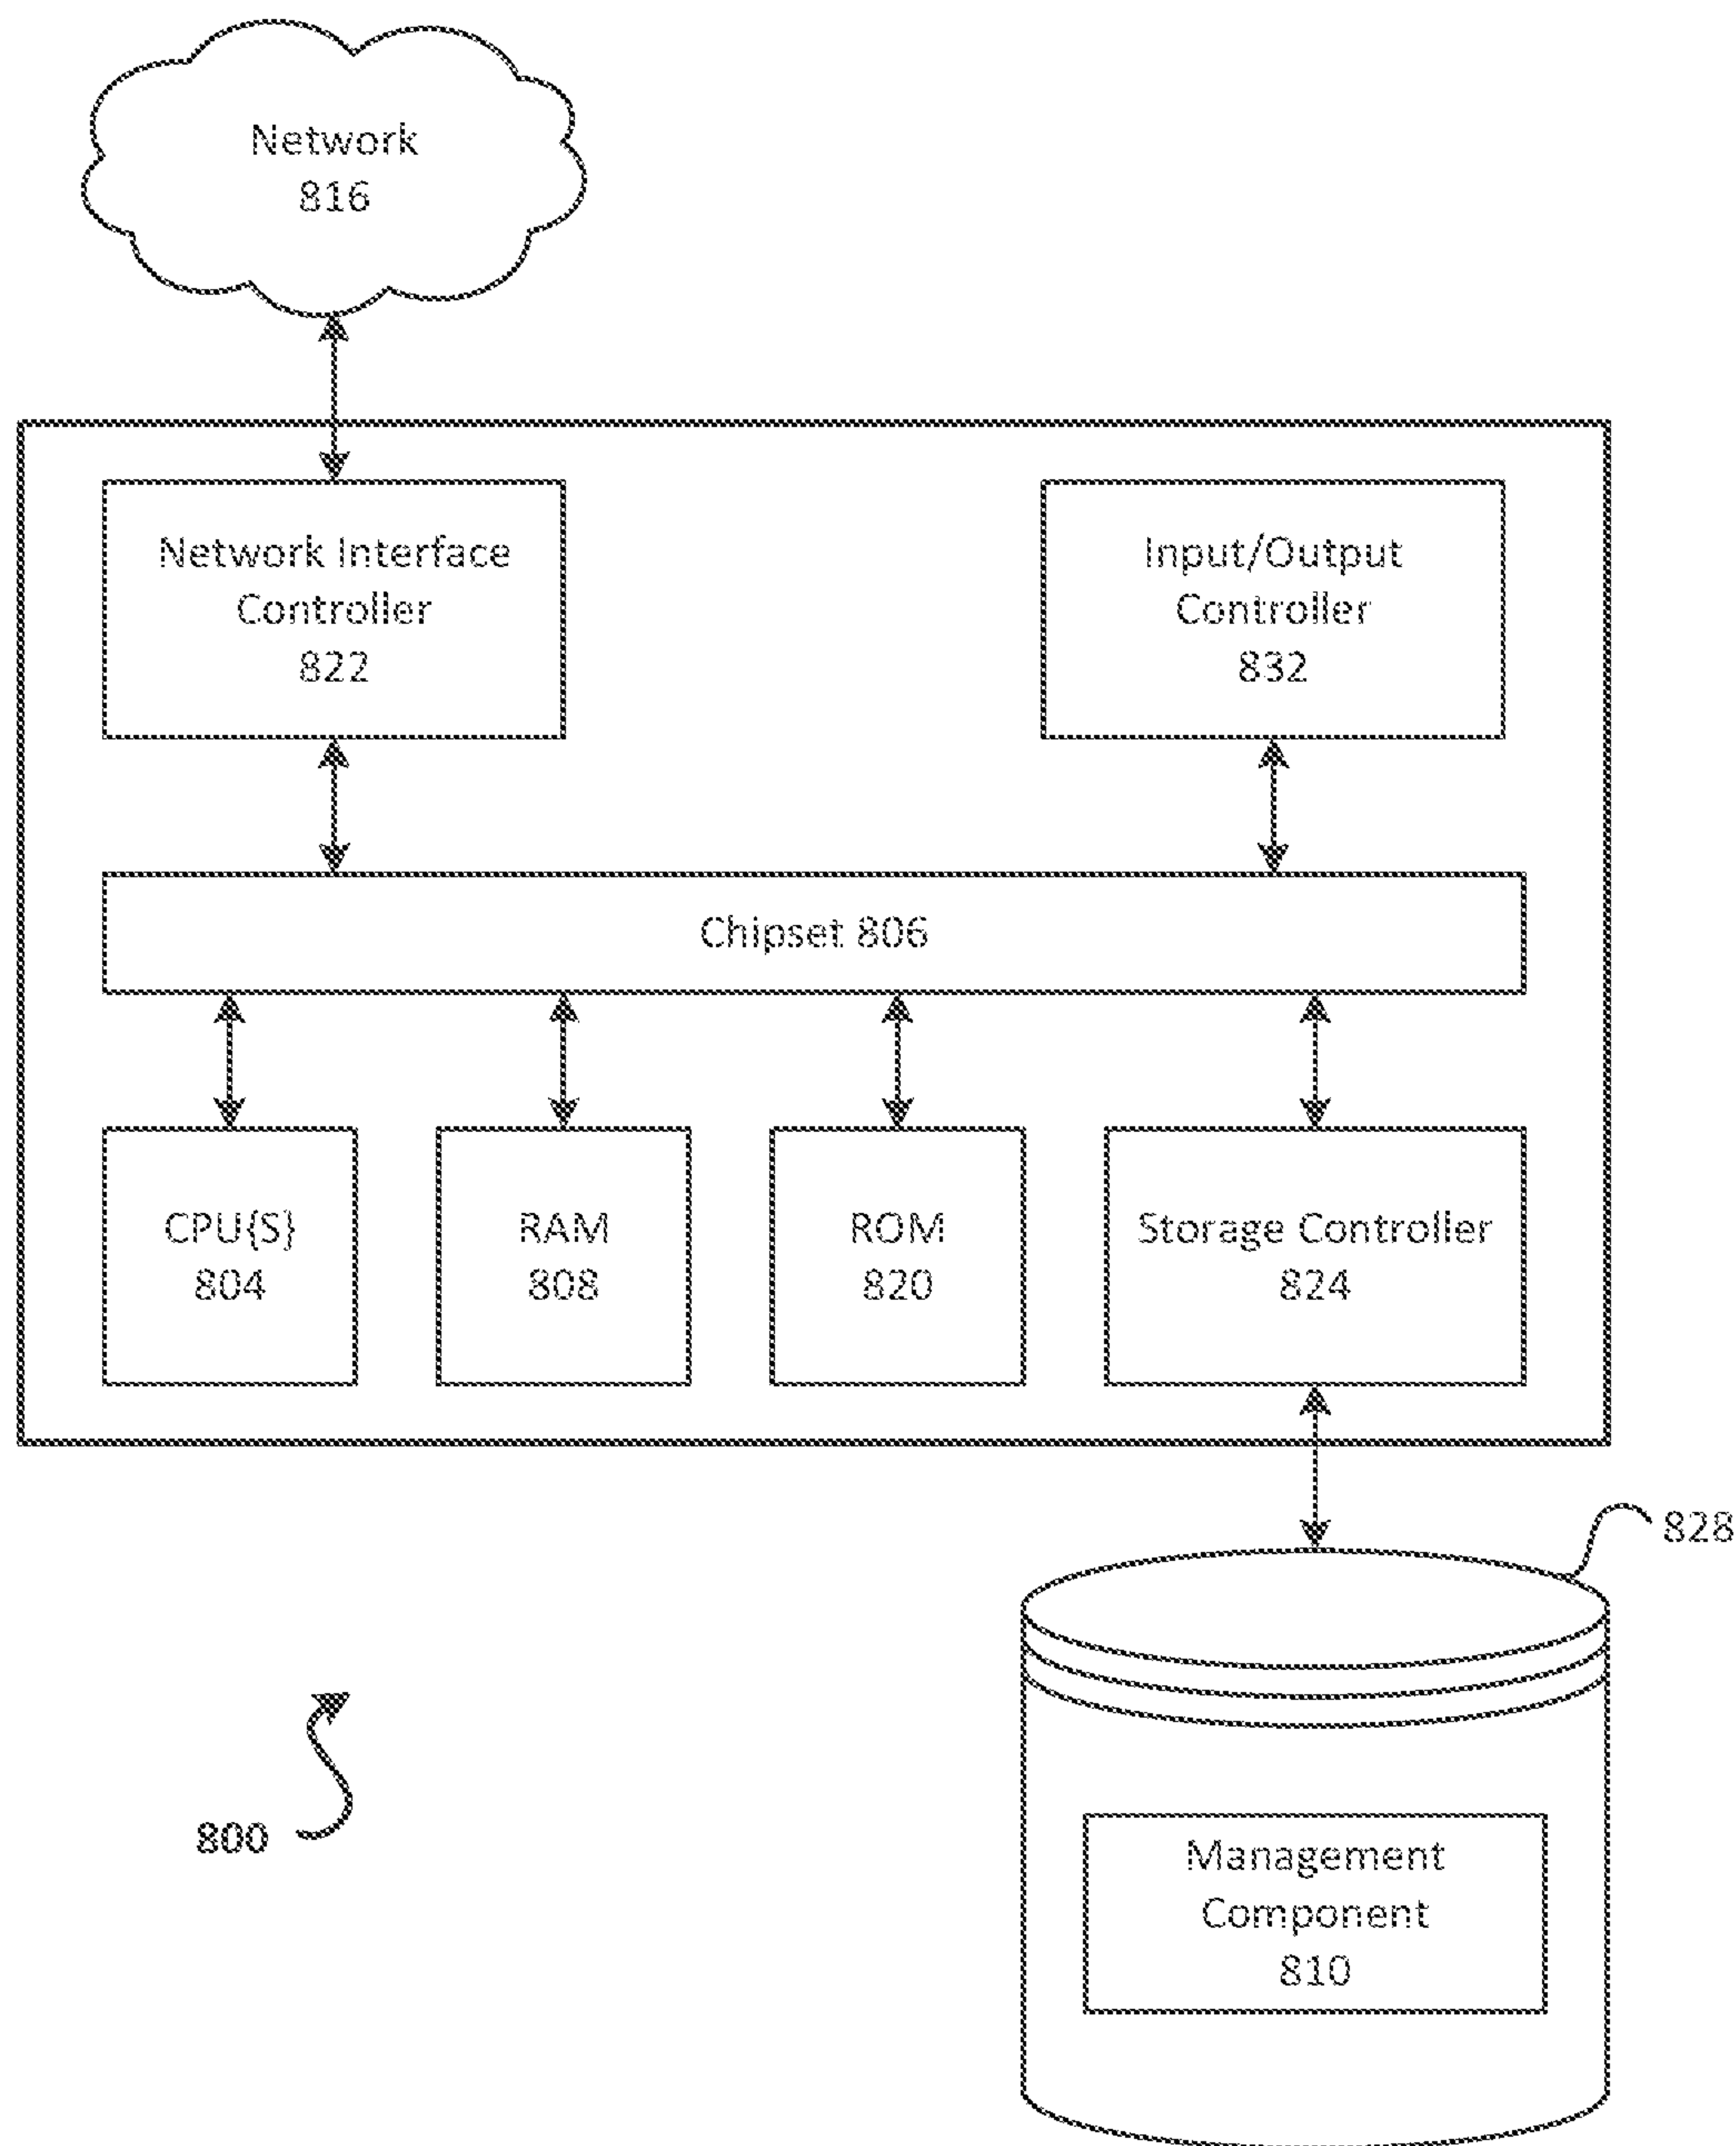 Network
816
Network Interface
Controller
822
Input/Output
Controller
832
Chipset 806
CPU{S}
804
RAM
808
ROM
820
Storage Controller
824
828
800
Management
Component
810